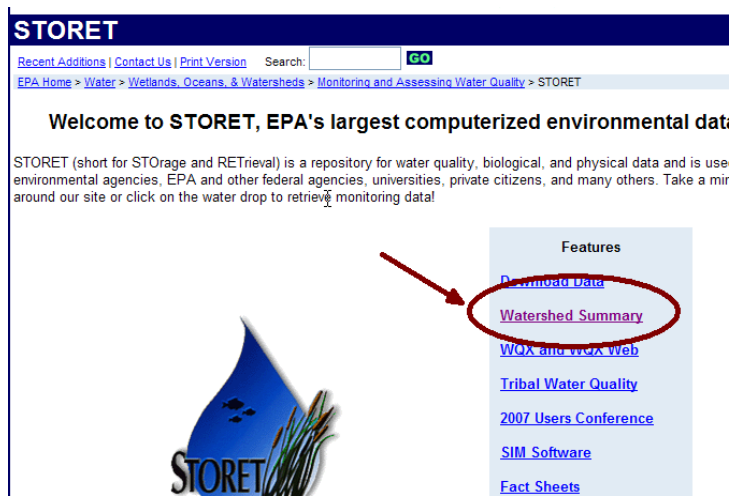 STORET
Recent Additions | Contact Us | Print Version Search: GO
EPA Home > Water > Wetlands, Oceans, & Watersheds > Monitoring and Assessing Water Quality > STORET
Welcome to STORET, EPA's largest computerized environmental data
STORET (short for STOrage and RETrieval) is a repository for water quality, biological, and physical data and is used
environmental agencies, EPA and other federal agencies, universities, private citizens, and many others. Take a
around our site or click on the water drop to retrieve monitoring data!
Features
Download Data
Watershed Summary
WQX and WQX Web
Tribal Water Quality
2007 Users Conference
SIM Software
Fact Sheets
STORET